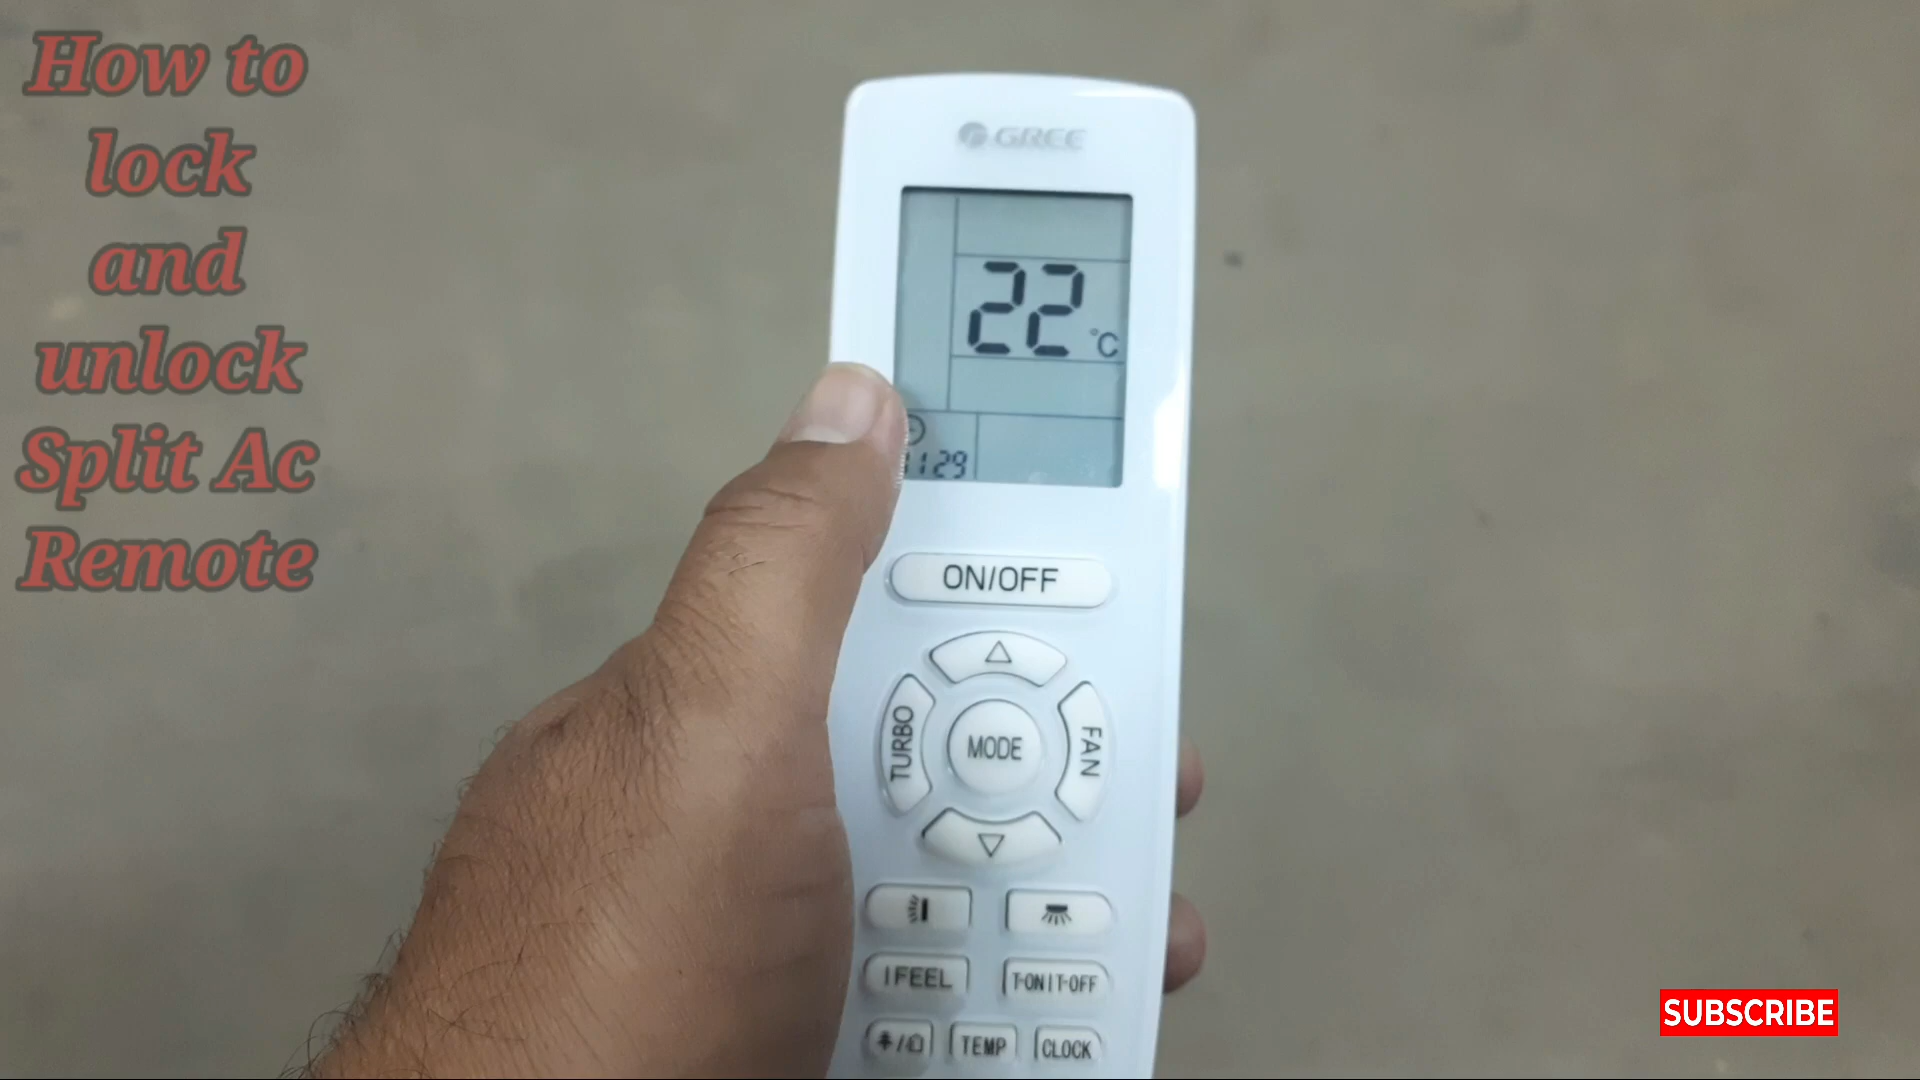 How to
lock
and
unlock
Split Ac
Remote
GREE
22 °C
ON/OFF
TURBO
MODE
FAN
I FEEL
T-ON|T-OFF
TEMP
CLOCK
SUBSCRIBE